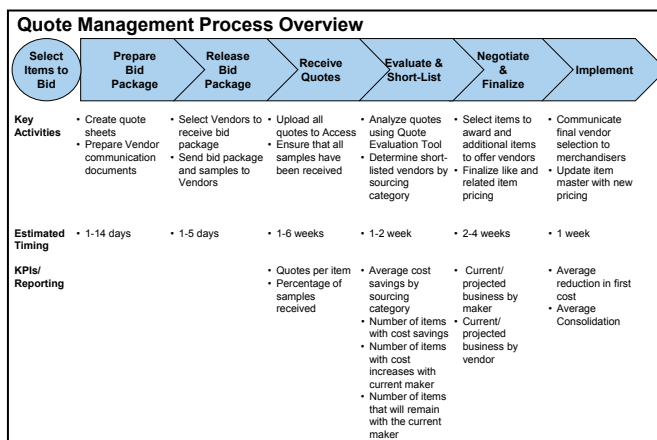 Quote Management Process Overview
Select
Items to
Bid
Prepare
Bid
Package
Release
Bid
Package
Receive
Quotes
Evaluate &
Short-List
Negotiate
&
Finalize
Implement
Key
Activities
• Create quote
sheets
• Prepare Vendor
communication
documents
• Select Vendors to
receive bid
package
• Send bid package
and samples to
Vendors
• Upload all
quotes to Access
• Ensure that all
samples have
been received
• Analyze quotes
using Quote
Evaluation Tool
• Determine short-
listed vendors by
sourcing
category
• Select items to
award and
additional items
to offer vendors
• Finalize like and
related item
pricing
• Communicate
final vendor
selection to
merchandisers
• Update item
master with new
pricing
Estimated
Timing
• 1-14 days
• 1-5 days
• 1-6 weeks
• 1-2 week
• 2-4 weeks
• 1 week
KPIs/
Reporting
• Quotes per item
• Percentage of
samples
received
• Average cost
savings by
sourcing
category
• Number of items
with cost savings
• Number of items
with cost
increases with
current maker
• Number of items
that will remain
with the current
maker
• Current/
projected
business by
maker
• Current/
projected
business by
vendor
• Average
reduction in first
cost
• Average
Consolidation